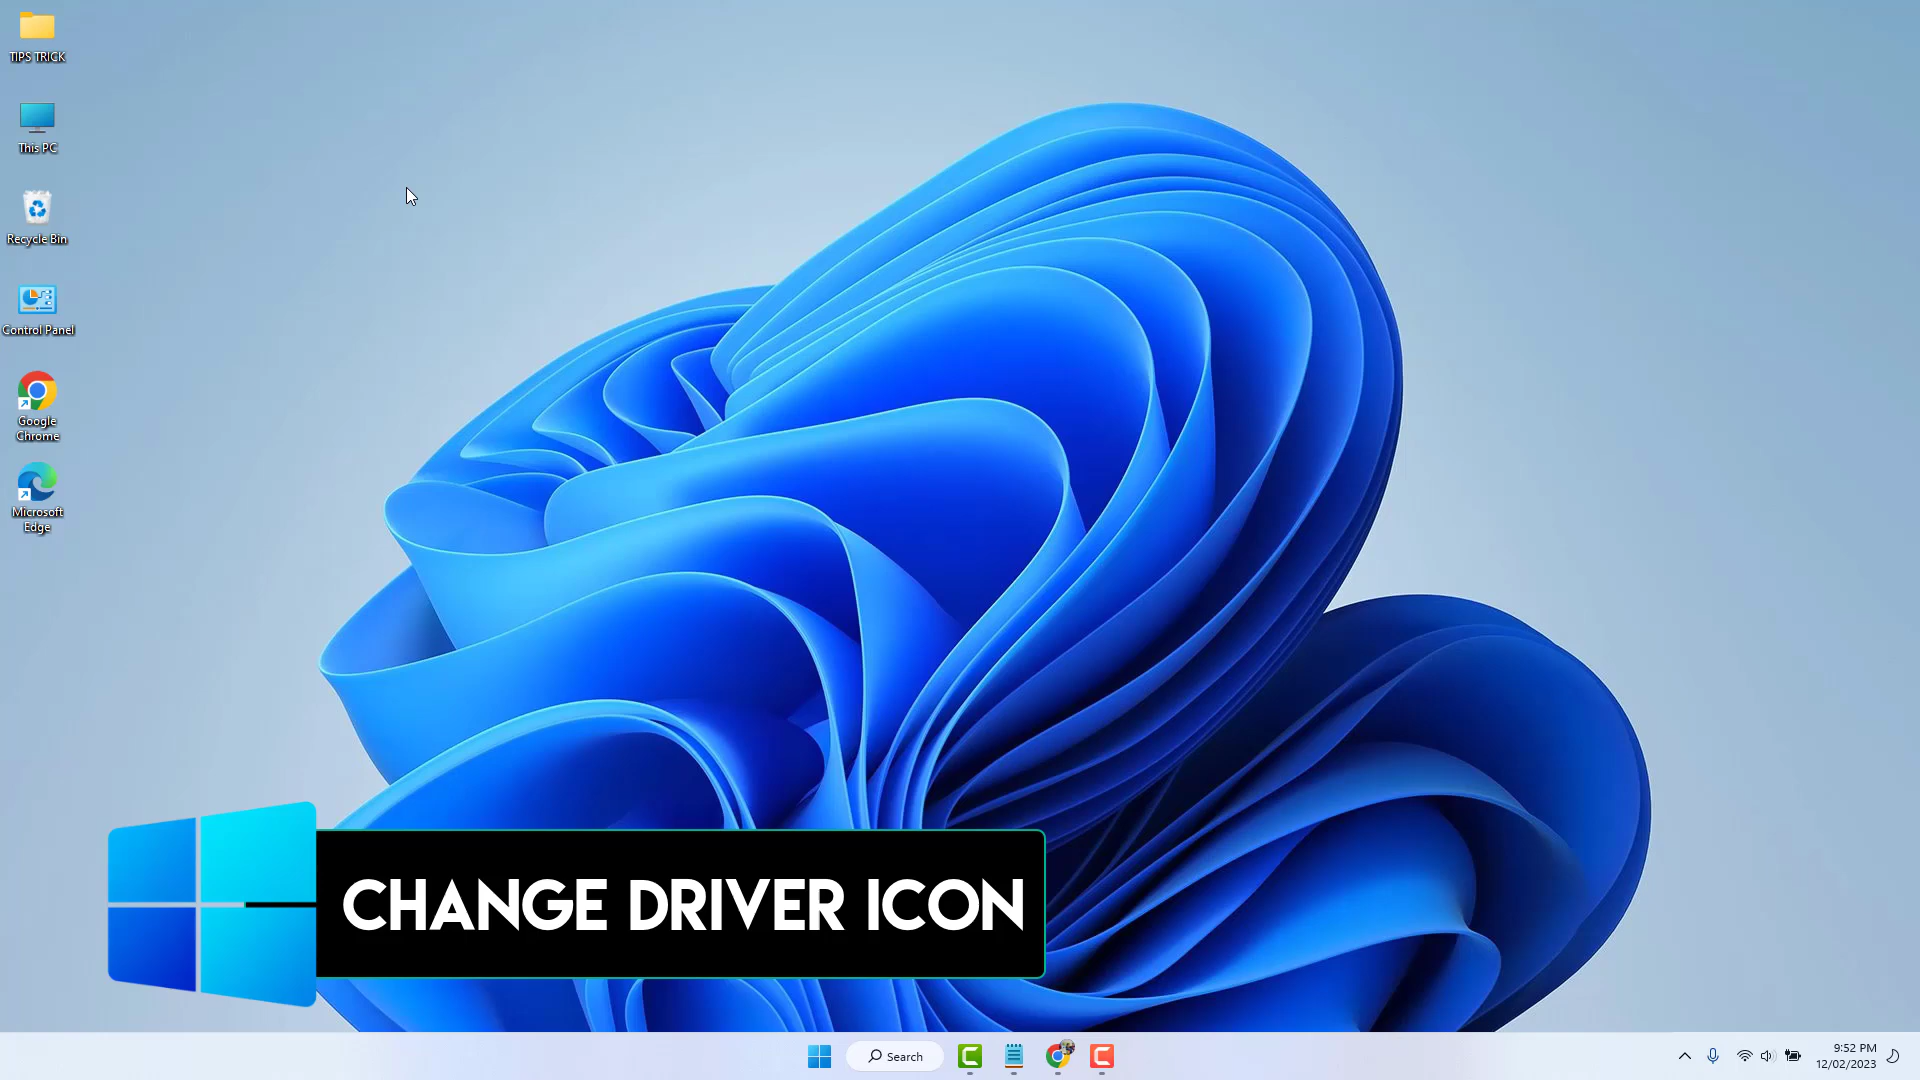 TIPS TRICK
This PC
Recycle Bin
Control Panel
Google
Chrome
Microsoft
Edge
CHANGE DRIVER ICON
Search
9:52 PM
12/02/2023